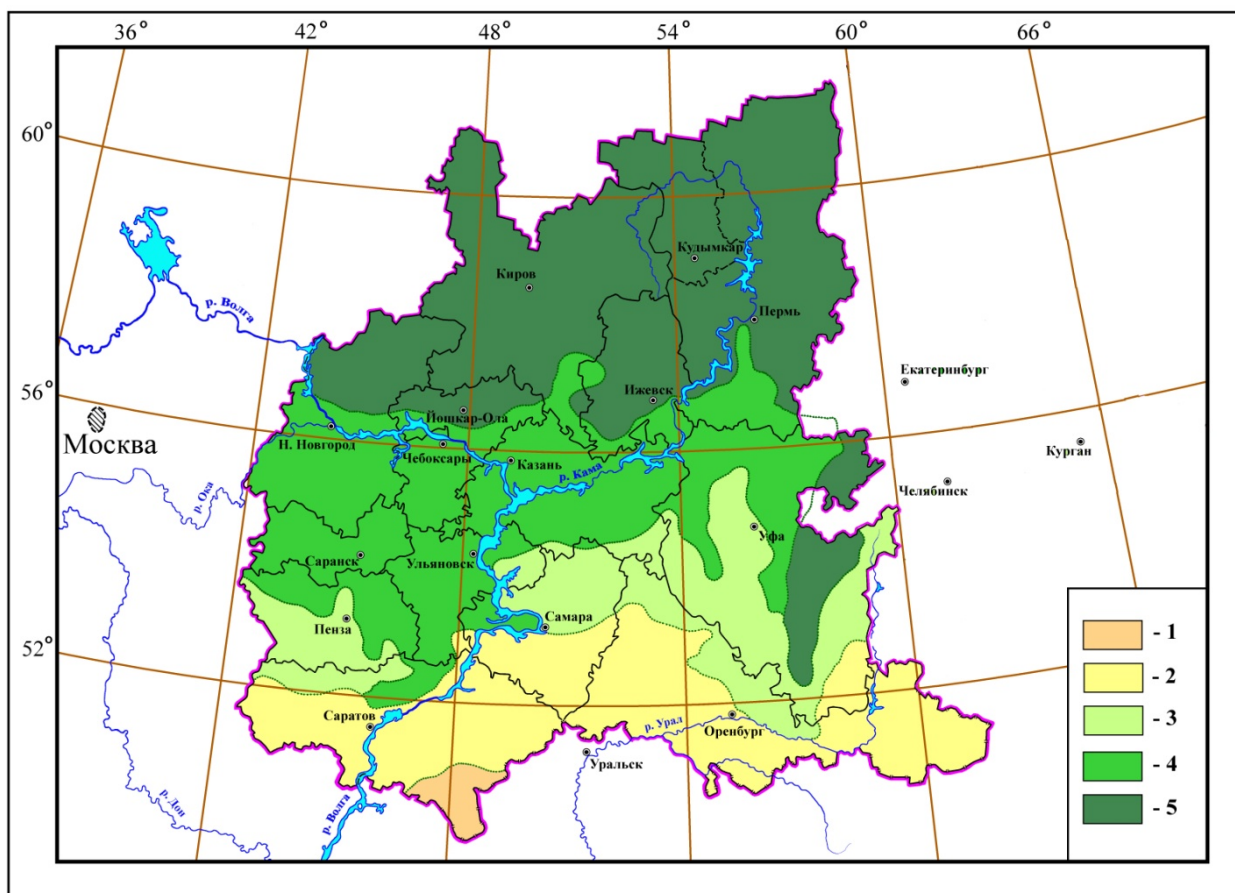 36°
42°
48°
54°
60°
66°
60°
Кудымкар
Киров
р. Волга
Пермь
Екатеринбург
56°
Ижевск
Йошкар-Ола
Москва
Н. Новгород
Чебоксары
Казань
Курган
р. Кама
Челябинск
р. Ока
Уфа
Саранск
Ульяновск
Пенза
Самара
52°
- 1
- 2
- 3
- 4
- 5
Саратов
р. Урал
Оренбург
Уральск
р. Дон
р. Волга